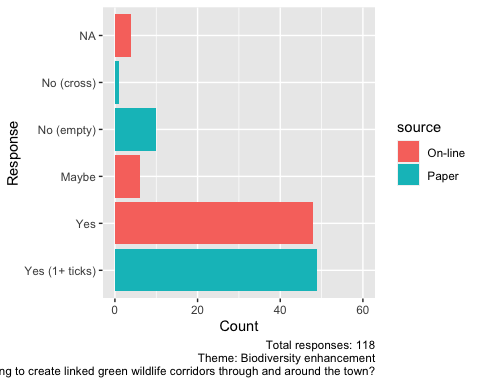 NA
No (cross)
No (empty)
Maybe
Yes
Yes (1+ ticks)
Response
0 20 40 60
Count
source
On-line
Paper
Total responses: 118
Theme: Biodiversity enhancement
ng to create linked green wildlife corridors through and around the town?